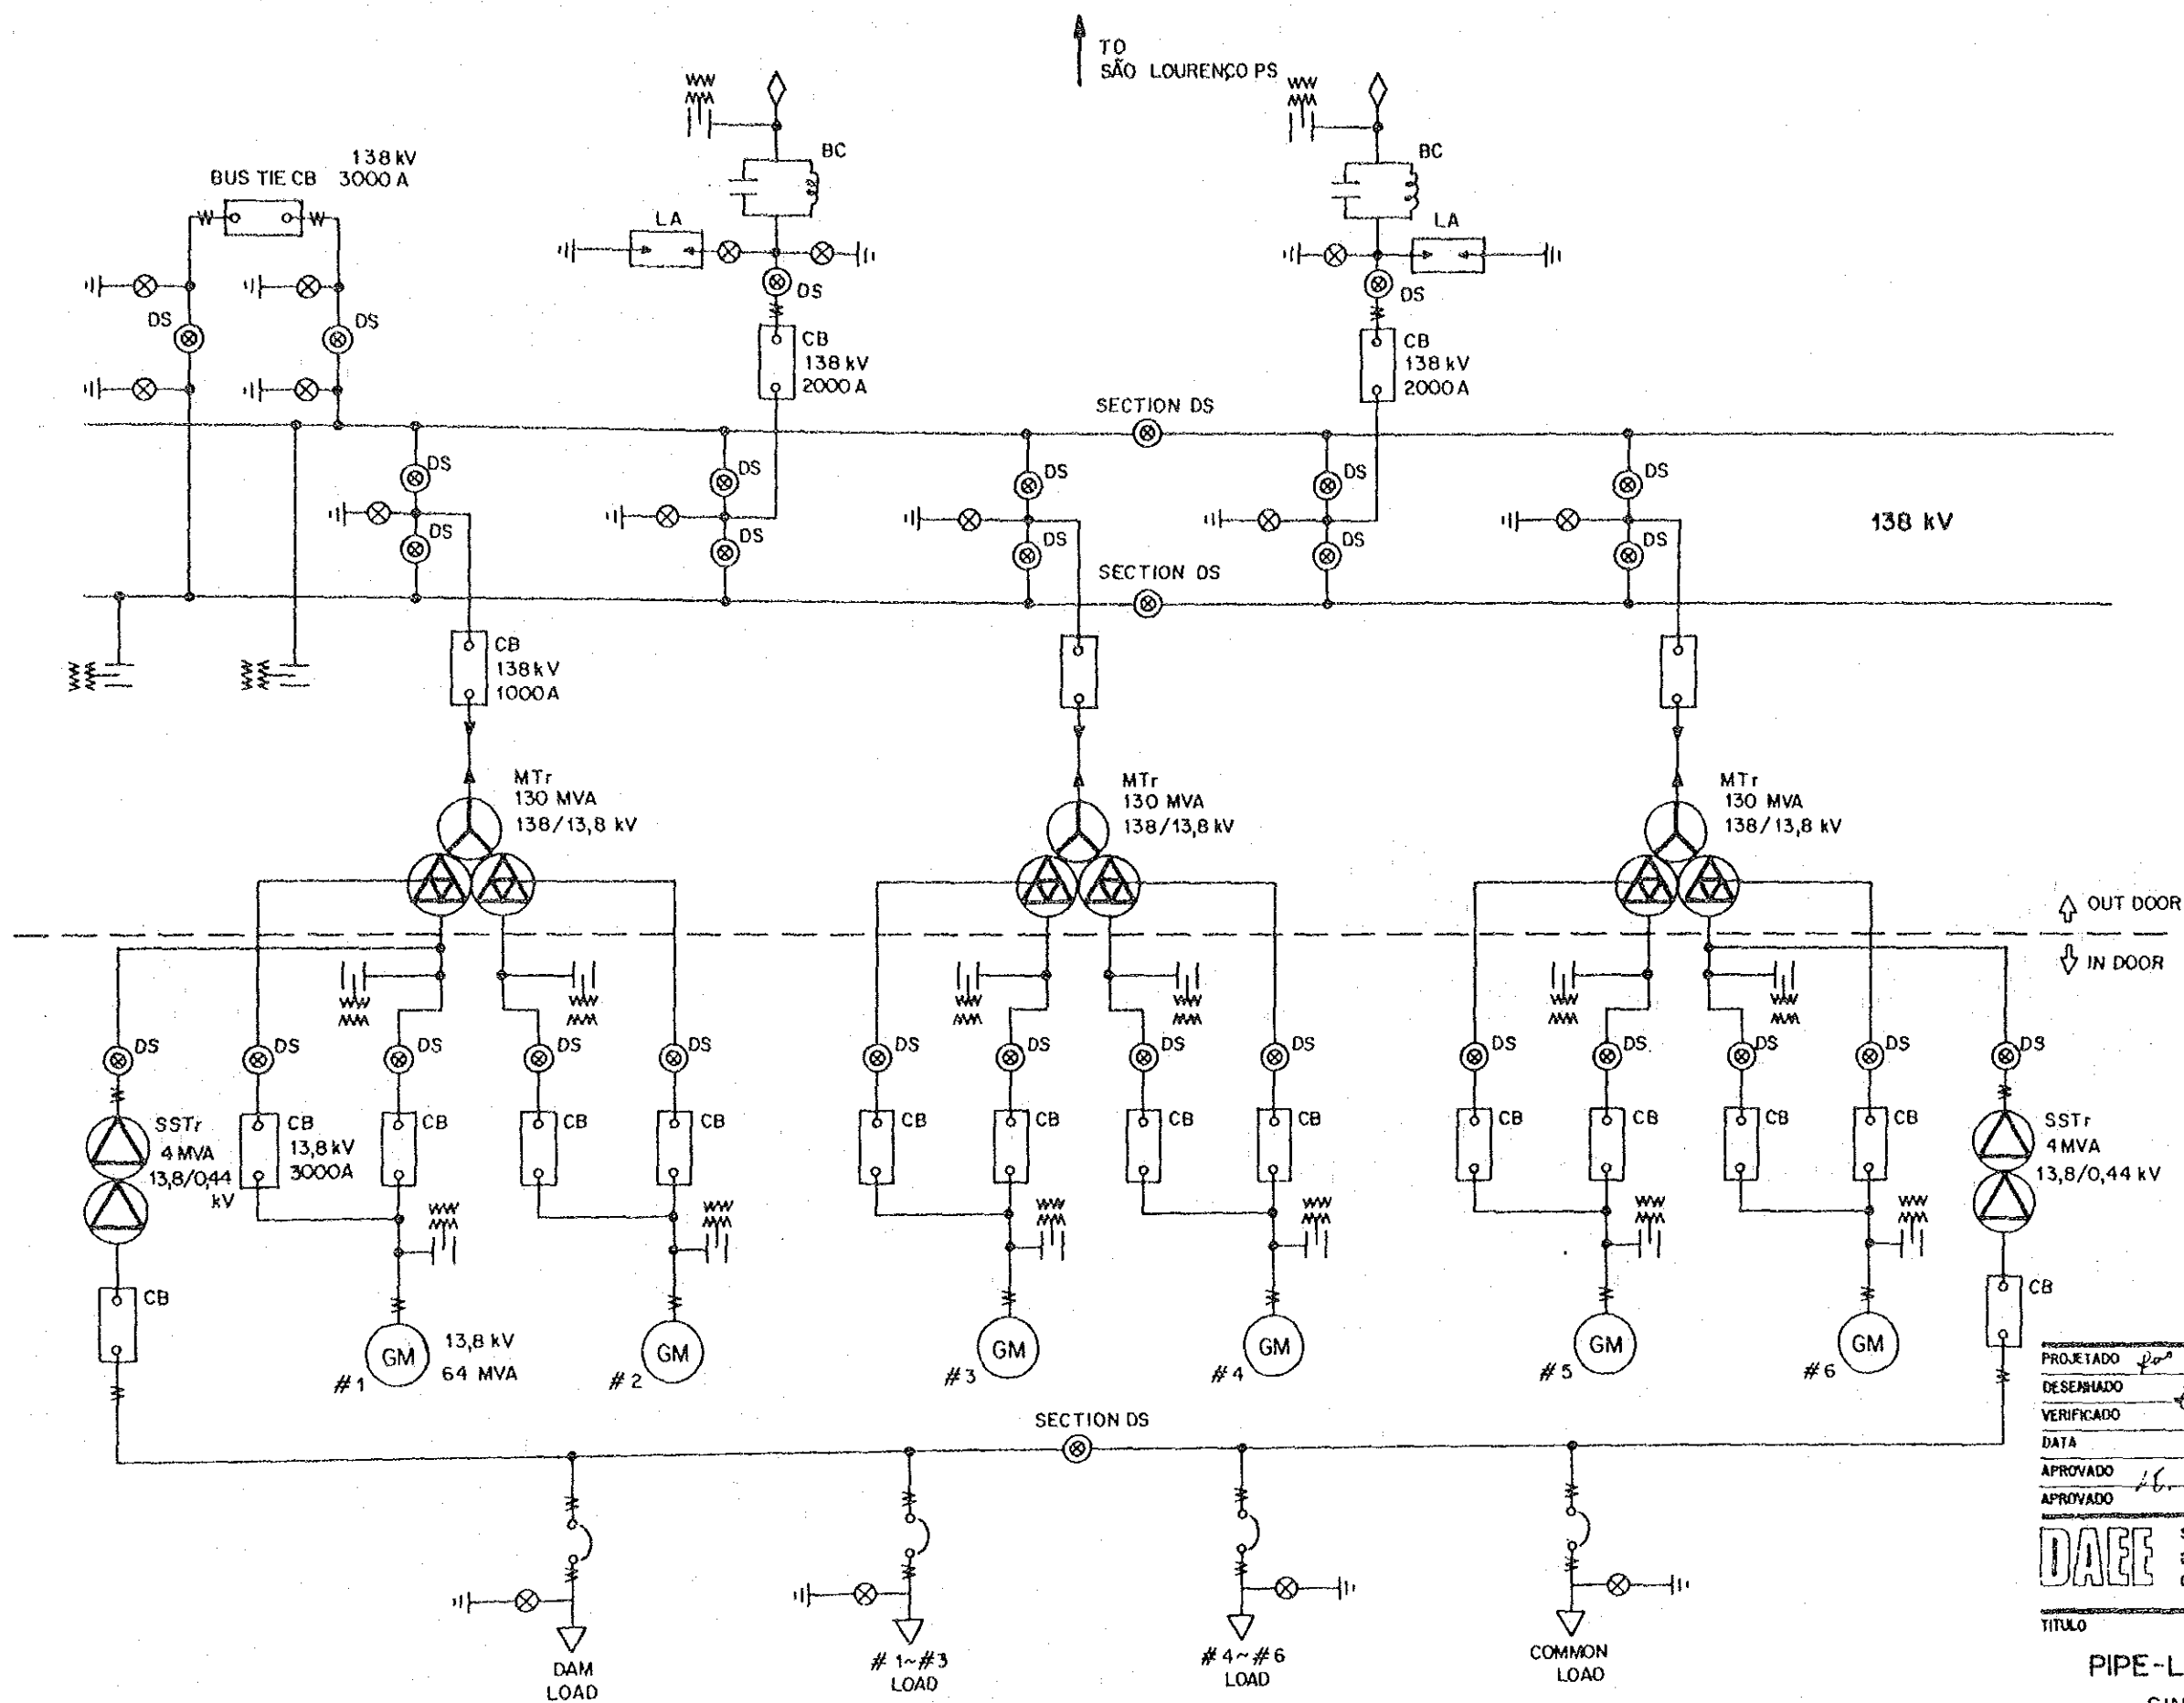 TO
SÃO LOURENÇO PS
138 kV
BUS TIE CB 3000 A
BC
BC
LA
LA
DS
DS
DS
DS
CB
138 kV
2000 A
CB
138 kV
2000 A
SECTION DS
DS
DS
DS
DS
DS
DS
DS
DS
DS
DS
138 kV
SECTION DS
CB
138 kV
1000 A
MTr
130 MVA
138/13,8 kV
MTr
130 MVA
138/13,8 kV
MTr
130 MVA
138/13,8 kV
OUT DOOR
IN DOOR
DS
DS
DS
DS
DS
DS
DS
DS
DS
DS
DS
DS
DS
DS
SSTr
4 MVA
13,8/0,44
kV
CB
13,8 kV
3000A
CB
CB
CB
CB
CB
CB
CB
CB
CB
CB
CB
SSTr
4 MVA
13,8/0,44 kV
CB
CB
GM
13,8 kV
64 MVA
#1
GM
#2
GM
#3
GM
#4
GM
#5
GM
#6
SECTION DS
DAM
LOAD
#1~#3
LOAD
#4~#6
LOAD
COMMON
LOAD
PROJETADO
DESENHADO
VERIFICADO
DATA
APROVADO
APROVADO
DAEE
TITULO
PIPE-L